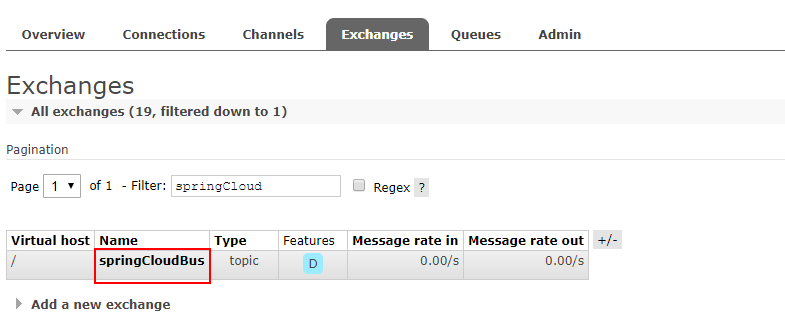 Overview Connections Channels Exchanges Queues Admin
Exchanges
All exchanges (19, filtered down to 1)
Pagination
Page 1 of 1 - Filter: springCloud Regex ?
Virtual host Name Type Features Message rate in Message rate out +/-
/ springCloudBus topic D 0.00/s 0.00/s
Add a new exchange